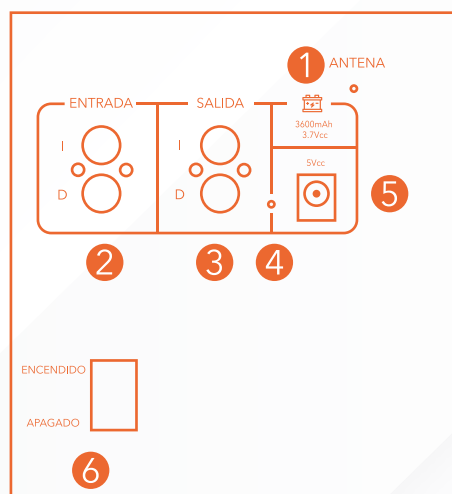 1 ANTENA
ENTRADA
SALIDA
3600mAh
3.7Vcc
I
I
5Vcc
D
D
5
2
3
4
ENCENDIDO
APAGADO
6